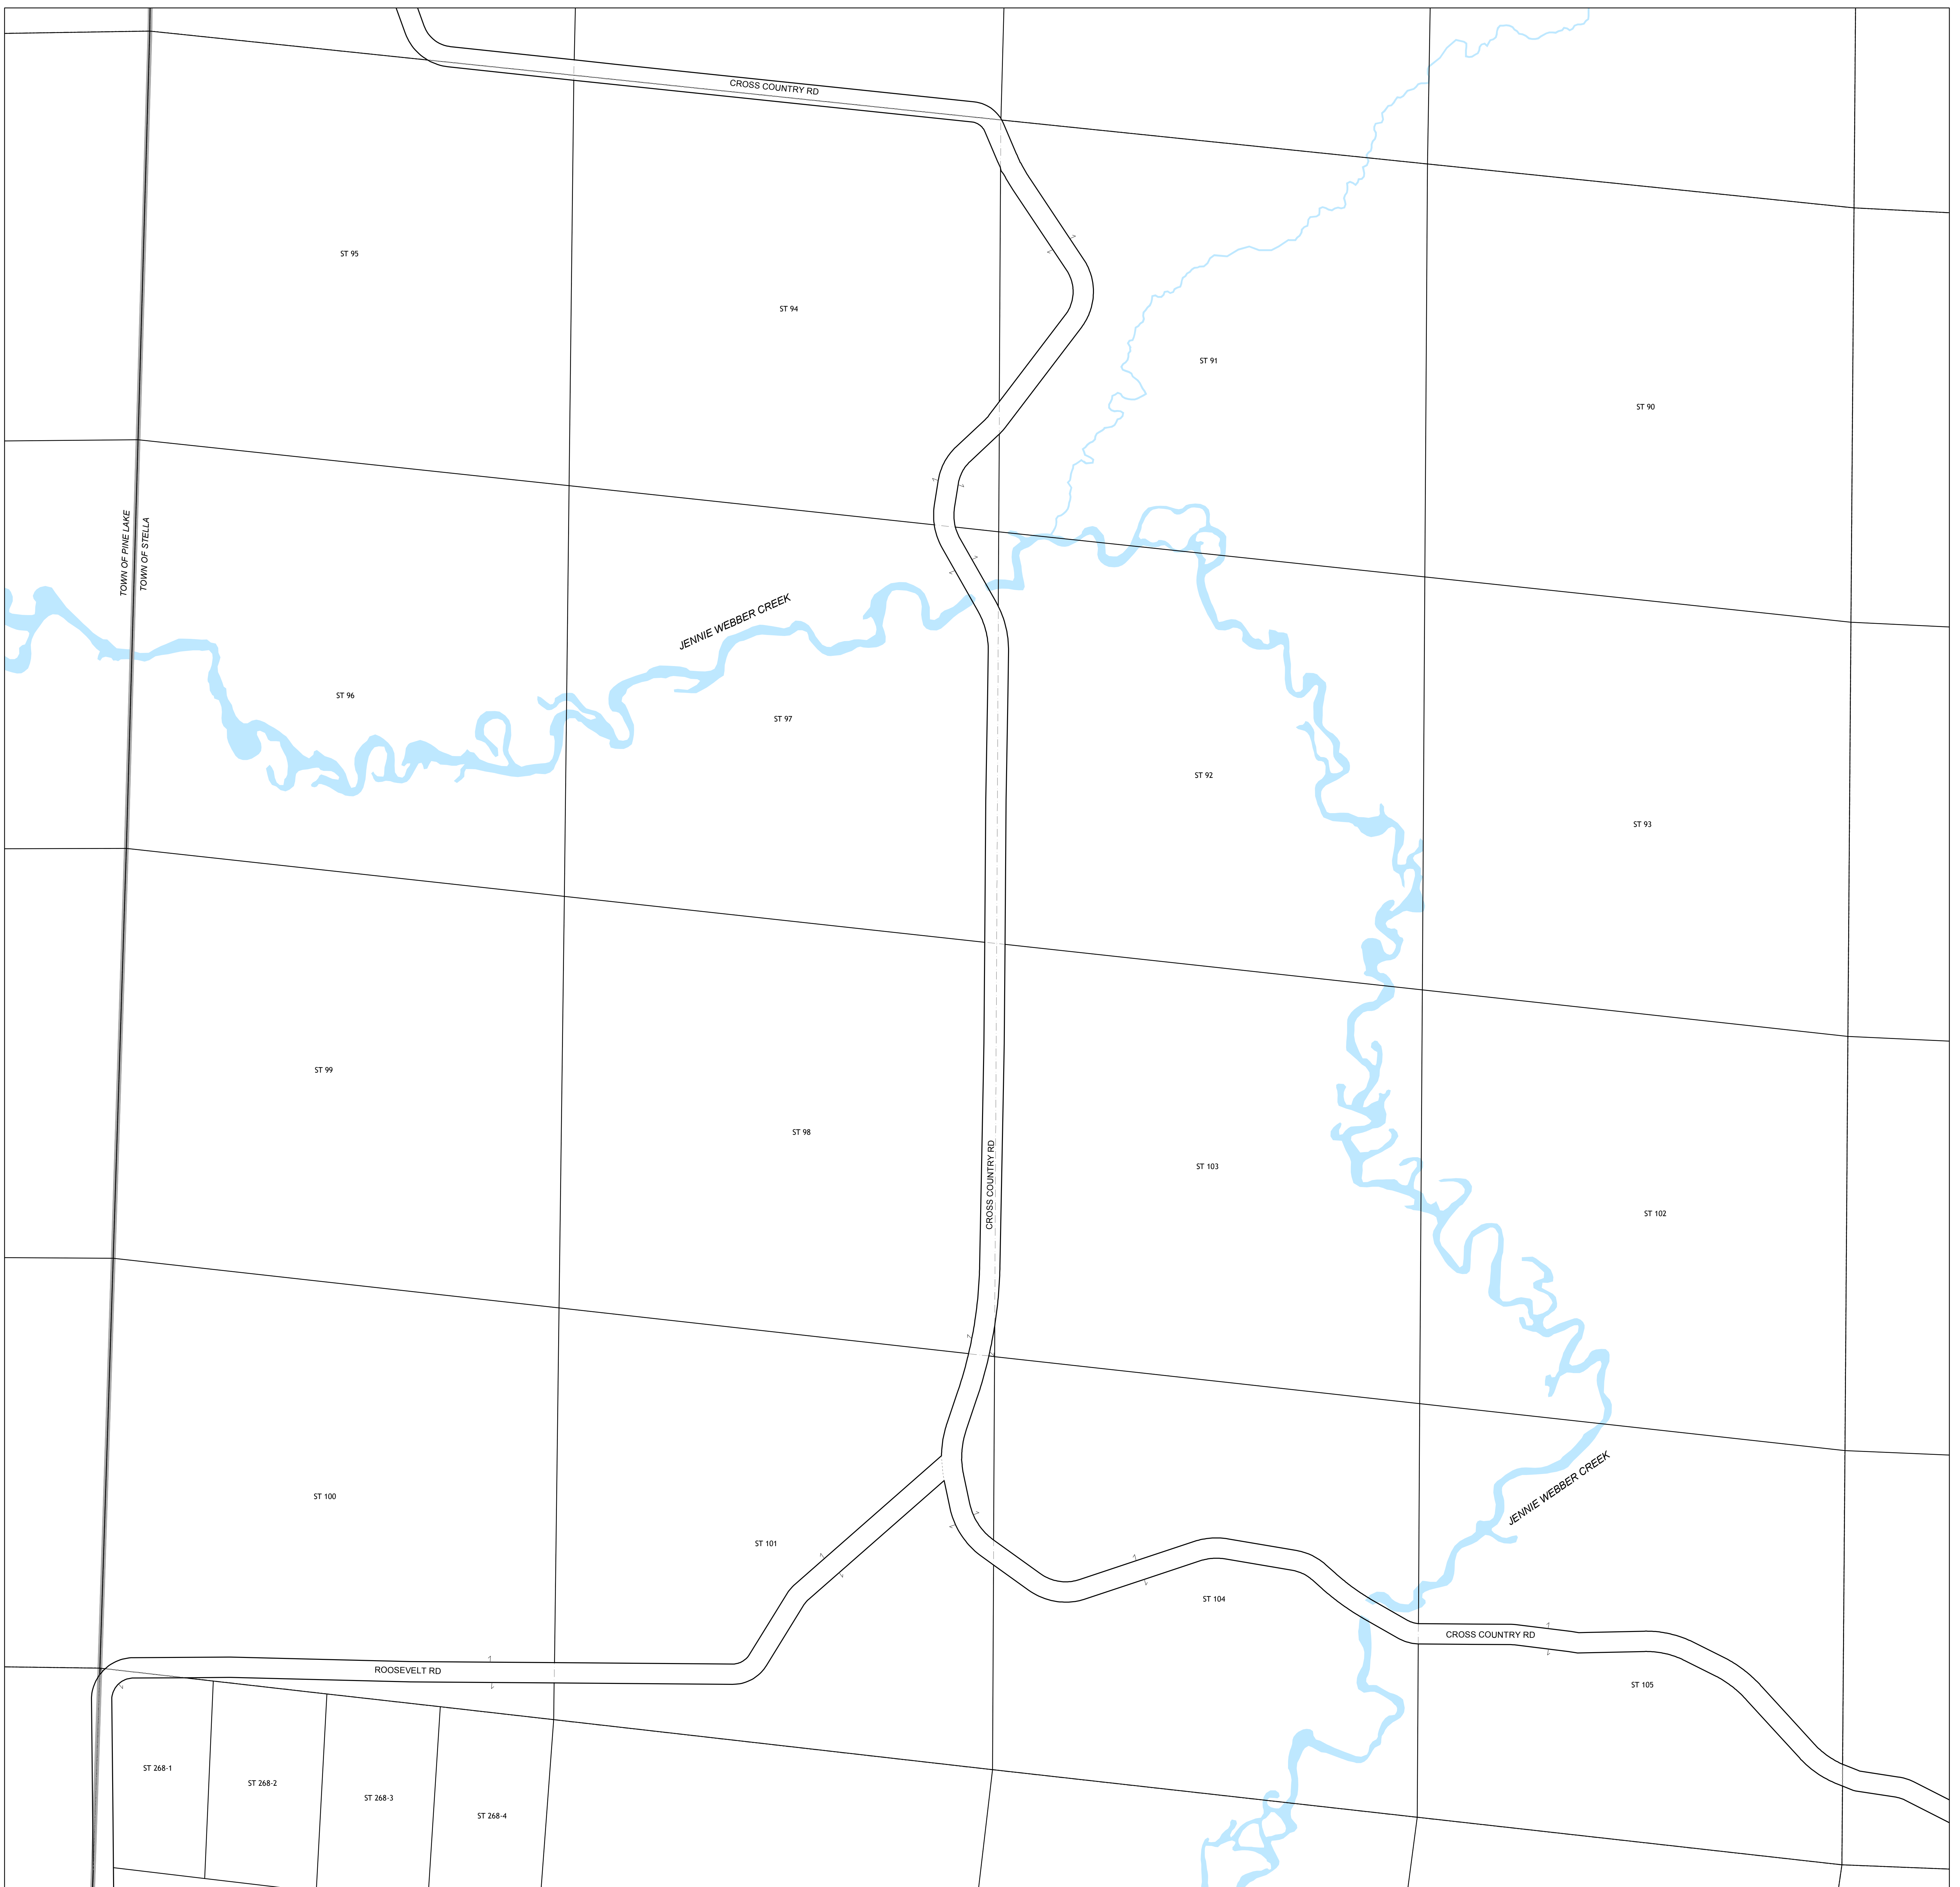 CROSS COUNTRY RD
ST 95
ST 94
ST 91
ST 90
TOWN OF PINE LAKE
TOWN OF STELLA
JENNIE WEBBER CREEK
ST 96
ST 97
ST 92
ST 93
ST 99
ST 98
CROSS COUNTRY RD
ST 103
ST 102
ST 100
ST 101
JENNIE WEBBER CREEK
ST 104
CROSS COUNTRY RD
ROOSEVELT RD
ST 105
ST 268-1
ST 268-2
ST 268-3
ST 268-4